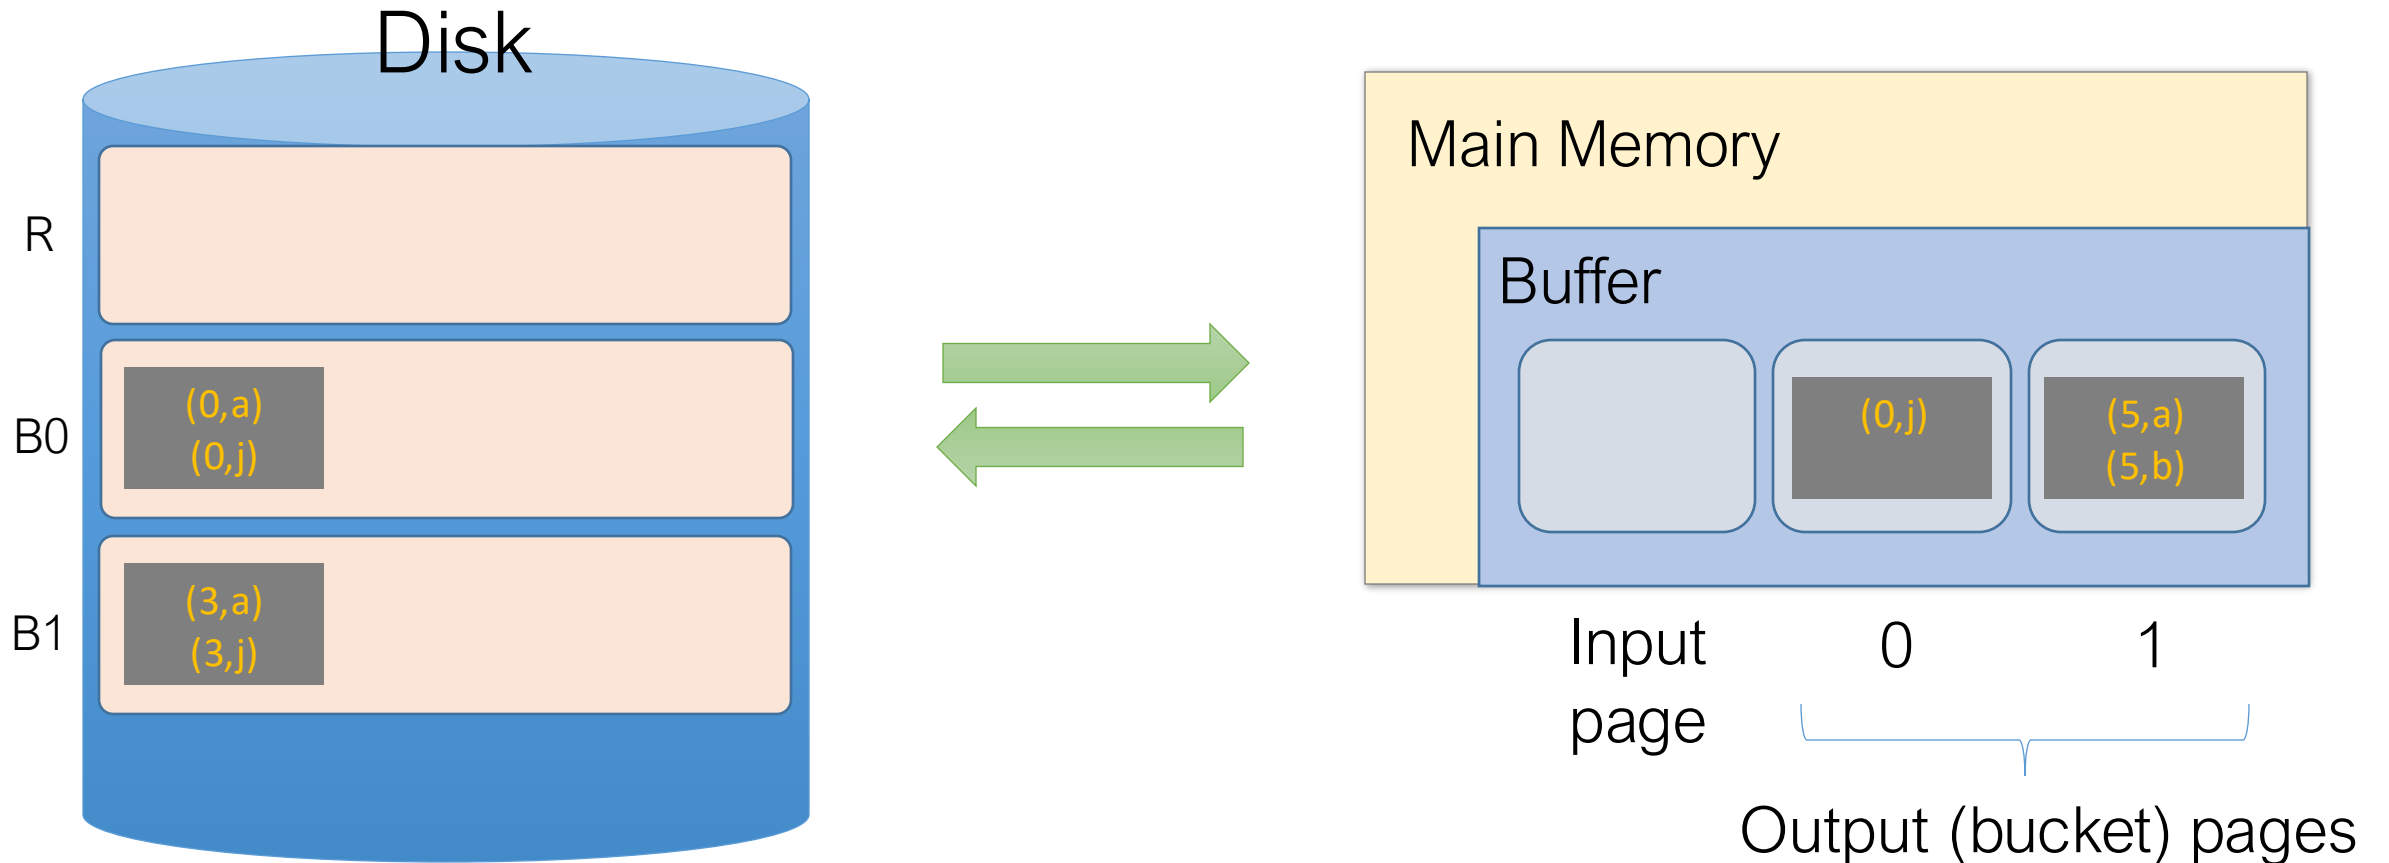 Disk
R
B0
(0,a)
(0,j)
B1
(3,a)
(3,j)
Main Memory
Buffer
(0,j)
(5,a)
(5,b)
Input
page
0
1
Output (bucket) pages